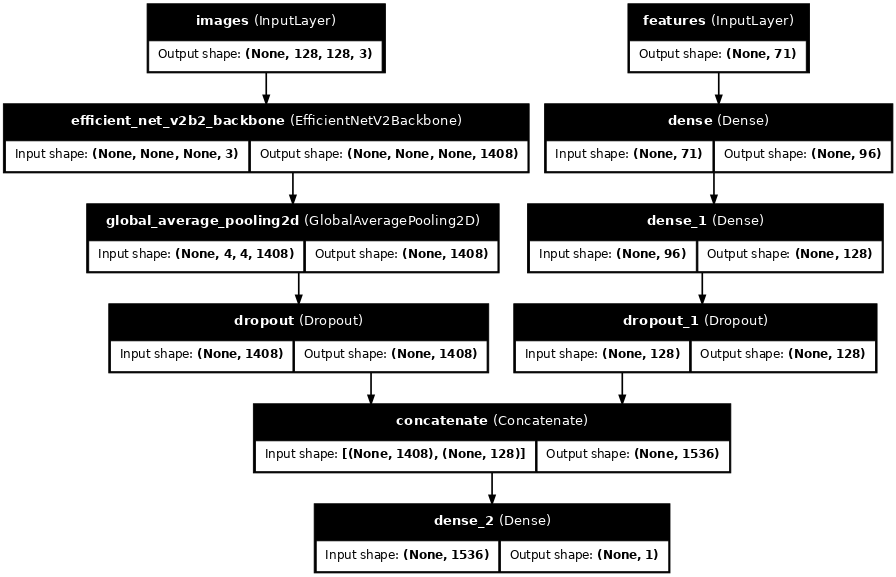 images (InputLayer)
Output shape: (None, 128, 128, 3)
features (InputLayer)
Output shape: (None, 71)
efficient_net_v2b2_backbone (EfficientNetV2Backbone)
Input shape: (None, None, None, 3)
Output shape: (None, None, None, 1408)
dense (Dense)
Input shape: (None, 71)
Output shape: (None, 96)
global_average_pooling2d (GlobalAveragePooling2D)
Input shape: (None, 4, 4, 1408)
Output shape: (None, 1408)
dense_1 (Dense)
Input shape: (None, 96)
Output shape: (None, 128)
dropout (Dropout)
Input shape: (None, 1408)
Output shape: (None, 1408)
dropout_1 (Dropout)
Input shape: (None, 128)
Output shape: (None, 128)
concatenate (Concatenate)
Input shape: [(None, 1408), (None, 128)]
Output shape: (None, 1536)
dense_2 (Dense)
Input shape: (None, 1536)
Output shape: (None, 1)